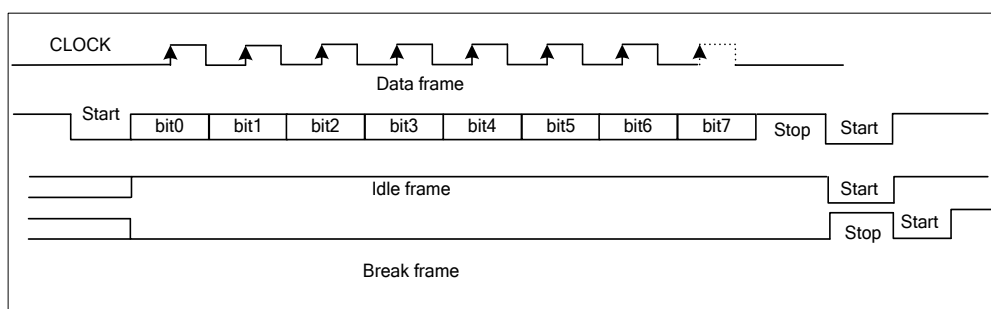 CLOCK
Data frame
Start bit0 bit1 bit2 bit3 bit4 bit5 bit6 bit7 Stop Start
Idle frame Start
Stop Start
Break frame